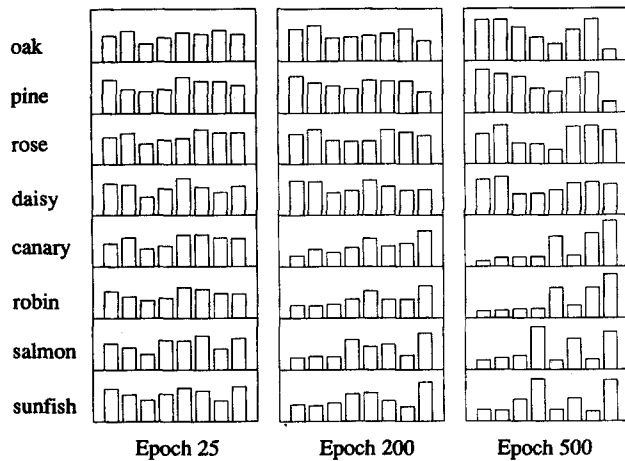 oak
pine
rose
daisy
canary
robin
salmon
sunfish
Epoch 25 Epoch 200 Epoch 500